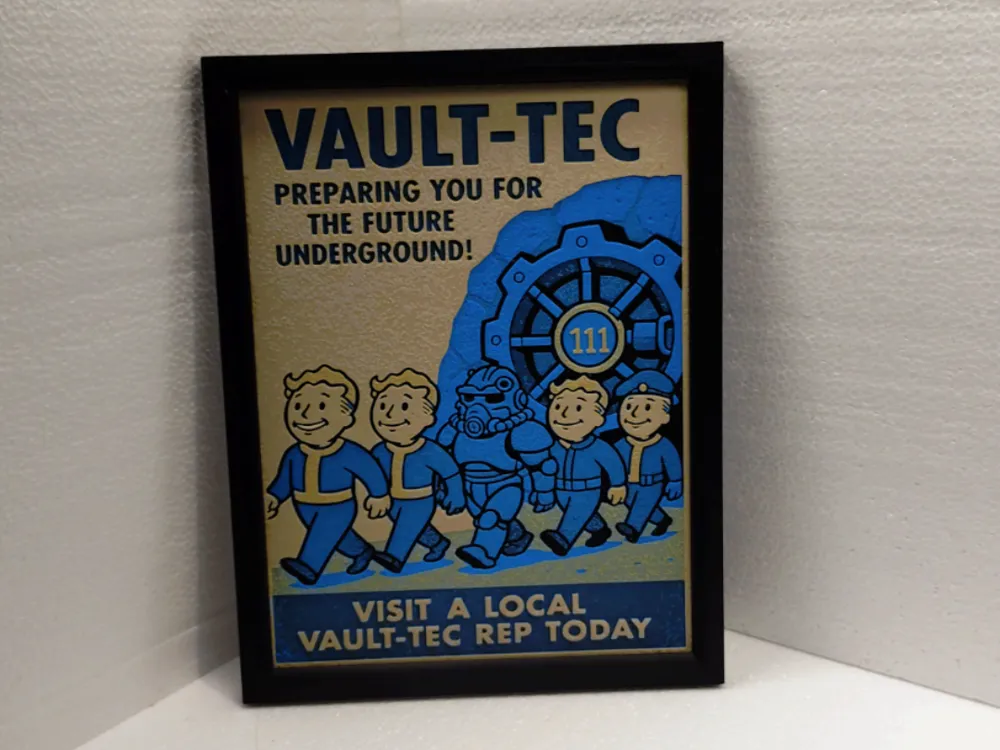 VAULT-TEC
PREPARING YOU FOR
THE FUTURE
UNDERGROUND!
111
VISIT A LOCAL
VAULT-TEC REP TODAY